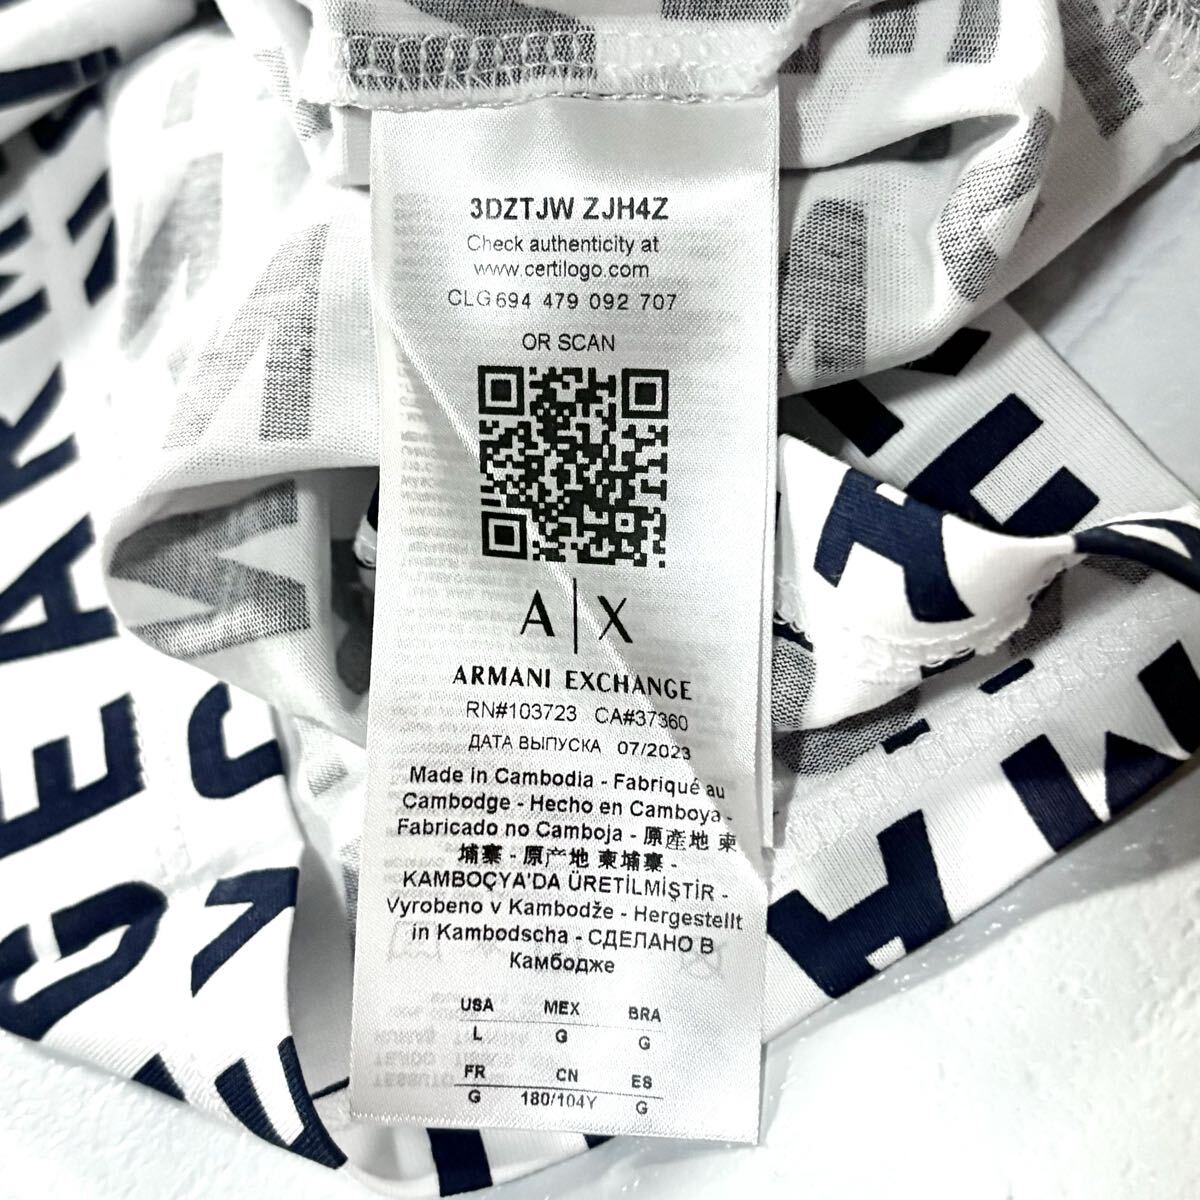 3DZTJW ZJH4Z
Check authenticity at
www.certilogo.com
CLG 694 479 092 707
OR SCAN
A|X
ARMANI EXCHANGE
RN#103723 CA#37360
ДАТА ВЫПУСКА 07/2023
Made in Cambodia - Fabriqué au
Cambodge - Hecho en Camboya -
Fabricado no Camboja - 原產地 柬
埔寨 - 原产地 柬埔寨 -
KAMBOÇYA'DA ÜRETİLMİŞTİR -
Vyrobeno v Kambodže - Hergestellt
in Kambodscha - СДЕЛАНО В
Камбодже
USA MEX BRA
L G G
FR CN ES
G 180/104Y G